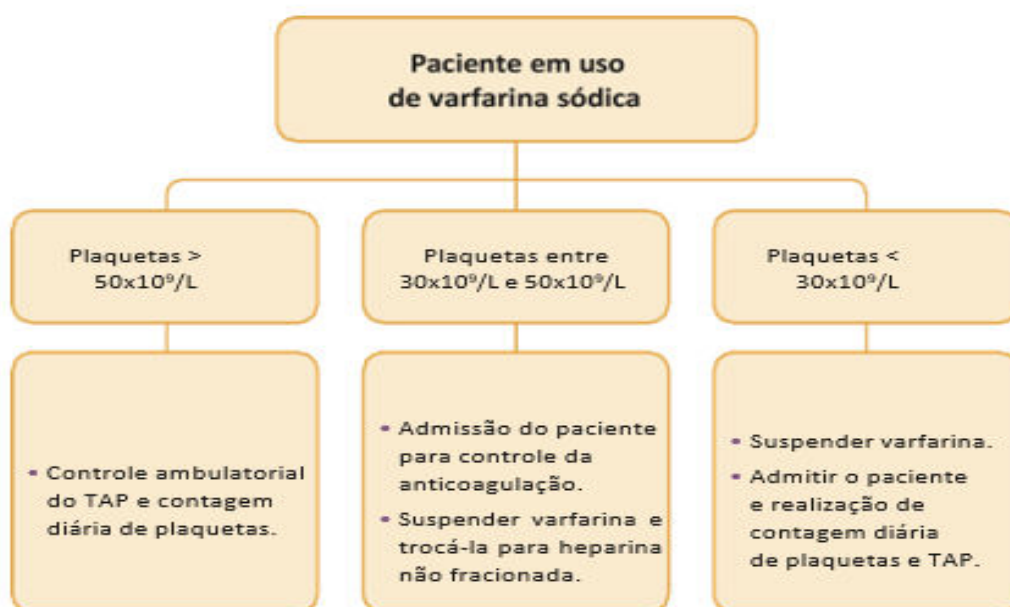 Paciente em uso
de varfarina sódica
Plaquetas >
50x10⁹/L
Plaquetas entre
30x10⁹/L e 50x10⁹/L
Plaquetas <
30x10⁹/L
• Controle ambulatorial
do TAP e contagem
diária de plaquetas.
• Admissão do paciente
para controle da
anticoagulação.
• Suspender varfarina e
trocá-la para heparina
não fracionada.
• Suspender varfarina.
• Admitir o paciente
e realização de
contagem diária
de plaquetas e TAP.